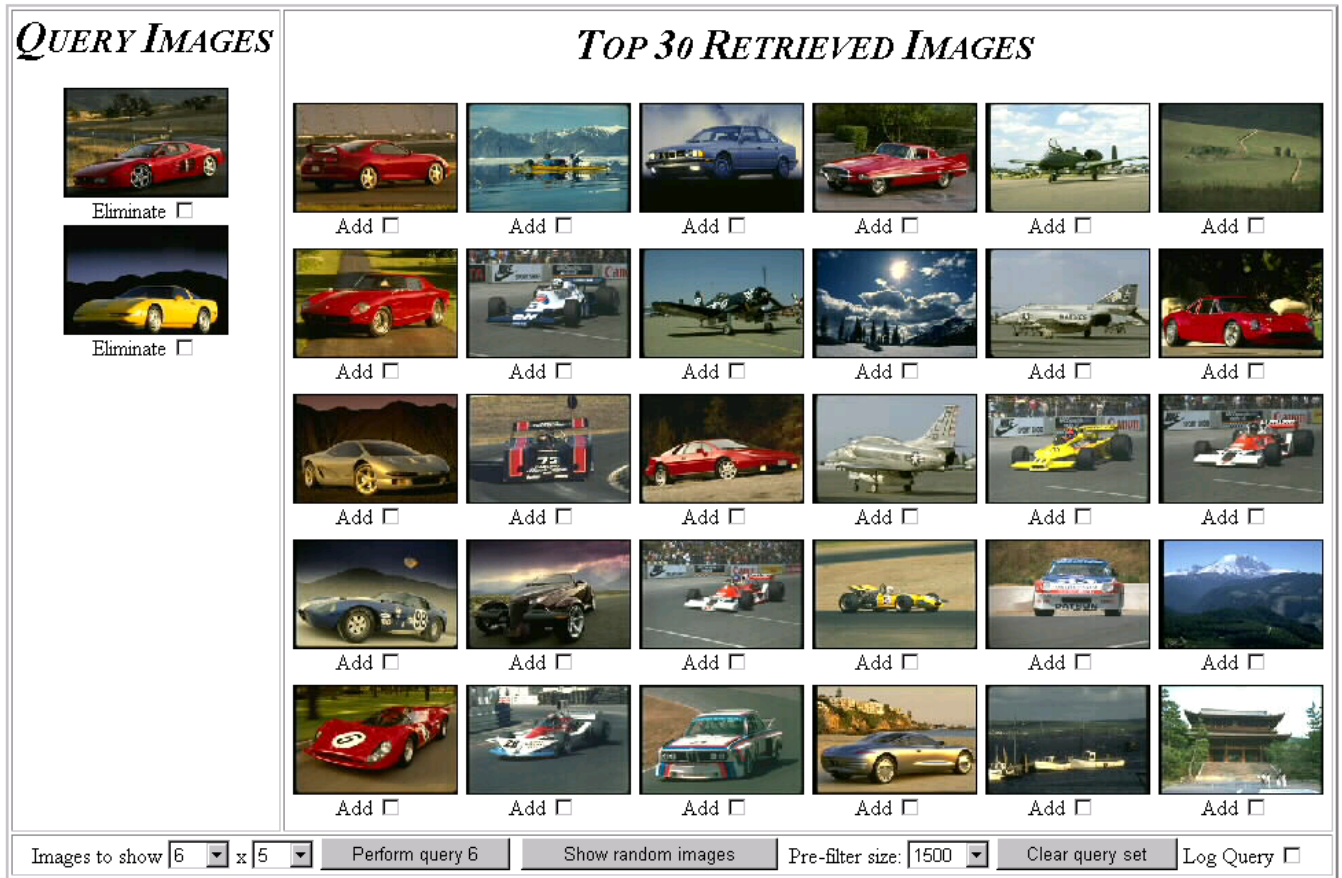 QUERY IMAGES
TOP 30 RETRIEVED IMAGES
Eliminate
Eliminate
Add Add Add Add Add Add
Add Add Add Add Add Add
Add Add Add Add Add Add
Add Add Add Add Add Add
Add Add Add Add Add Add
Images to show 6 x 5 Perform query 6 Show random images Pre-filter size: 1500 Clear query set Log Query